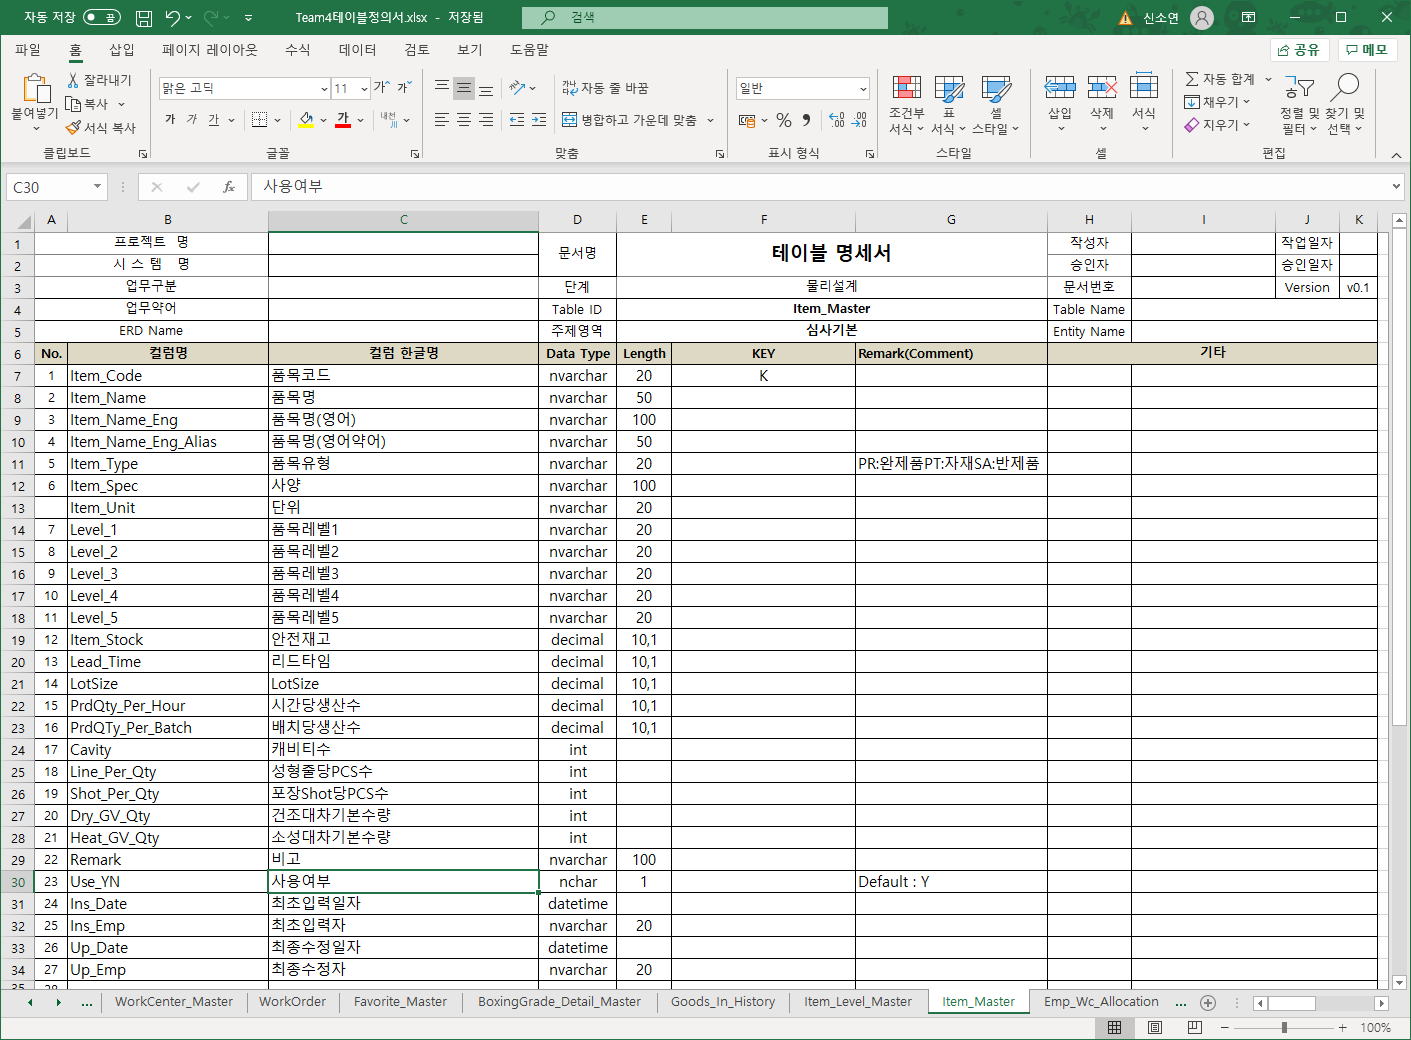 자동 저장 끔 Team4테이블정의서.xlsx - 저장됨 검색 신소연
파일 홈 삽입 페이지 레이아웃 수식 데이터 검토 보기 도움말 공유 메모
붙여넣기 잘라내기 복사 서식 복사
맑은 고딕 11 가 가
가 가 가 가 내천
자동 줄 바꿈
병합하고 가운데 맞춤
일반
조건부 서식 표 서식 셀 스타일
삽입 삭제 서식
자동 합계 채우기 지우기
정렬 및 필터 찾기 및 선택
클립보드 글꼴 맞춤 표시 형식 스타일 셀 편집
C30 fx 사용여부
A B C D E F G H I J K
1 프로젝트 명 문서명 테이블 명세서 작성자 작업일자
2 시 스 템 명 승인자 승인일자
3 업무구분 단계 물리설계 문서번호 Version v0.1
4 업무약어 Table ID Item_Master Table Name
5 ERD Name 주제영역 심사기본 Entity Name
6 No. 컬럼명 컬럼 한글명 Data Type Length KEY Remark(Comment) 기타
7 1 Item_Code 품목코드 nvarchar 20 K
8 2 Item_Name 품목명 nvarchar 50
9 3 Item_Name_Eng 품목명(영어) nvarchar 100
10 4 Item_Name_Eng_Alias 품목명(영어약어) nvarchar 50
11 5 Item_Type 품목유형 nvarchar 20 PR:완제품PT:자재SA:반제품
12 6 Item_Spec 사양 nvarchar 100
13 Item_Unit 단위 nvarchar 20
14 7 Level_1 품목레벨1 nvarchar 20
15 8 Level_2 품목레벨2 nvarchar 20
16 9 Level_3 품목레벨3 nvarchar 20
17 10 Level_4 품목레벨4 nvarchar 20
18 11 Level_5 품목레벨5 nvarchar 20
19 12 Item_Stock 안전재고 decimal 10,1
20 13 Lead_Time 리드타임 decimal 10,1
21 14 LotSize LotSize decimal 10,1
22 15 PrdQty_Per_Hour 시간당생산수 decimal 10,1
23 16 PrdQTy_Per_Batch 배치당생산수 decimal 10,1
24 17 Cavity 캐비티수 int
25 18 Line_Per_Qty 성형줄당PCS수 int
26 19 Shot_Per_Qty 포장Shot당PCS수 int
27 20 Dry_GV_Qty 건조대차기본수량 int
28 21 Heat_GV_Qty 소성대차기본수량 int
29 22 Remark 비고 nvarchar 100
30 23 Use_YN 사용여부 nchar 1 Default : Y
31 24 Ins_Date 최초입력일자 datetime
32 25 Ins_Emp 최초입력자 nvarchar 20
33 26 Up_Date 최종수정일자 datetime
34 27 Up_Emp 최종수정자 nvarchar 20
35 28
... WorkCenter_Master WorkOrder Favorite_Master BoxingGrade_Detail_Master Goods_In_History Item_Level_Master Item_Master Emp_Wc_Allocation ...
100%